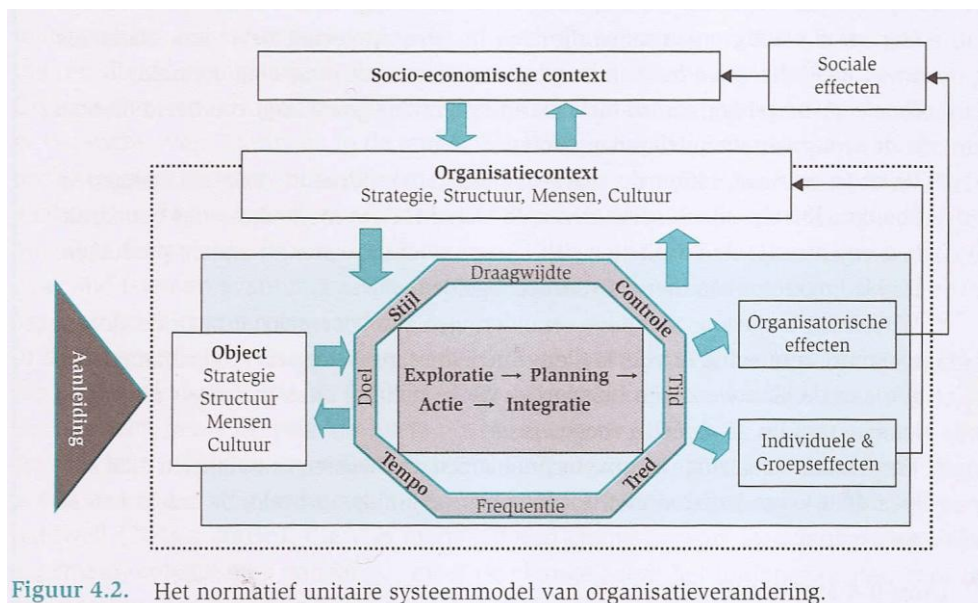 Socio-economische context
Sociale
effecten
Organisatiecontext
Strategie, Structuur, Mensen, Cultuur
Aanleiding
Object
Strategie
Structuur
Mensen
Cultuur
Draagwijdte
Stijl
Controle
Doel
Tijd
Exploratie → Planning →
Actie → Integratie
Tempo
Tred
Frequentie
Organisatorische
effecten
Individuele &
Groepseffecten
Figuur 4.2. Het normatief unitaire systeemmodel van organisatieverandering.